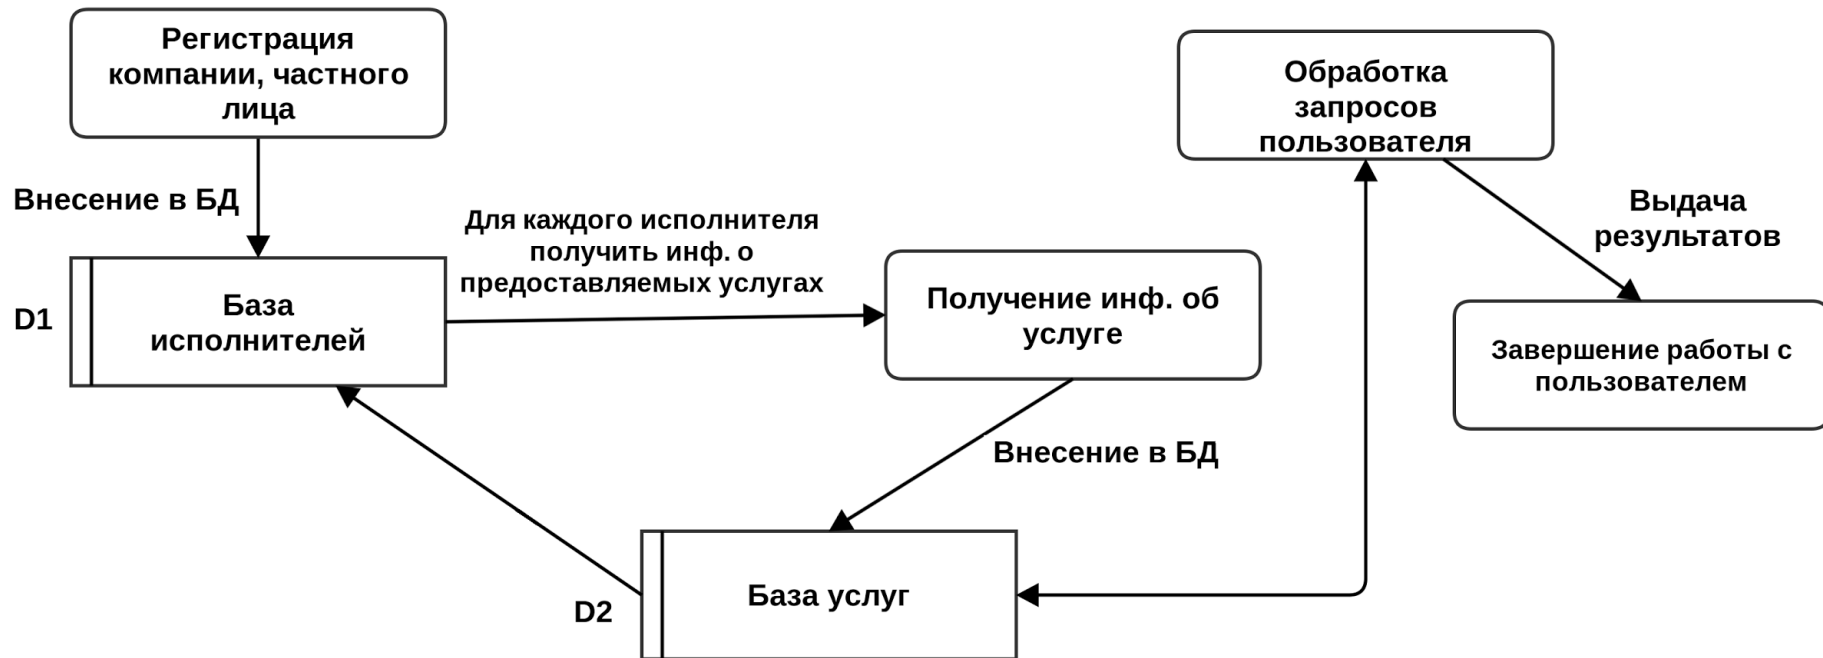 Регистрация
компании, частного
лица
Обработка
запросов
пользователя
Внесение в БД
Для каждого исполнителя
получить инф. о
предоставляемых услугах
Выдача
результатов
D1
База
исполнителей
Получение инф. об
услуге
Завершение работы с
пользователем
Внесение в БД
D2
База услуг